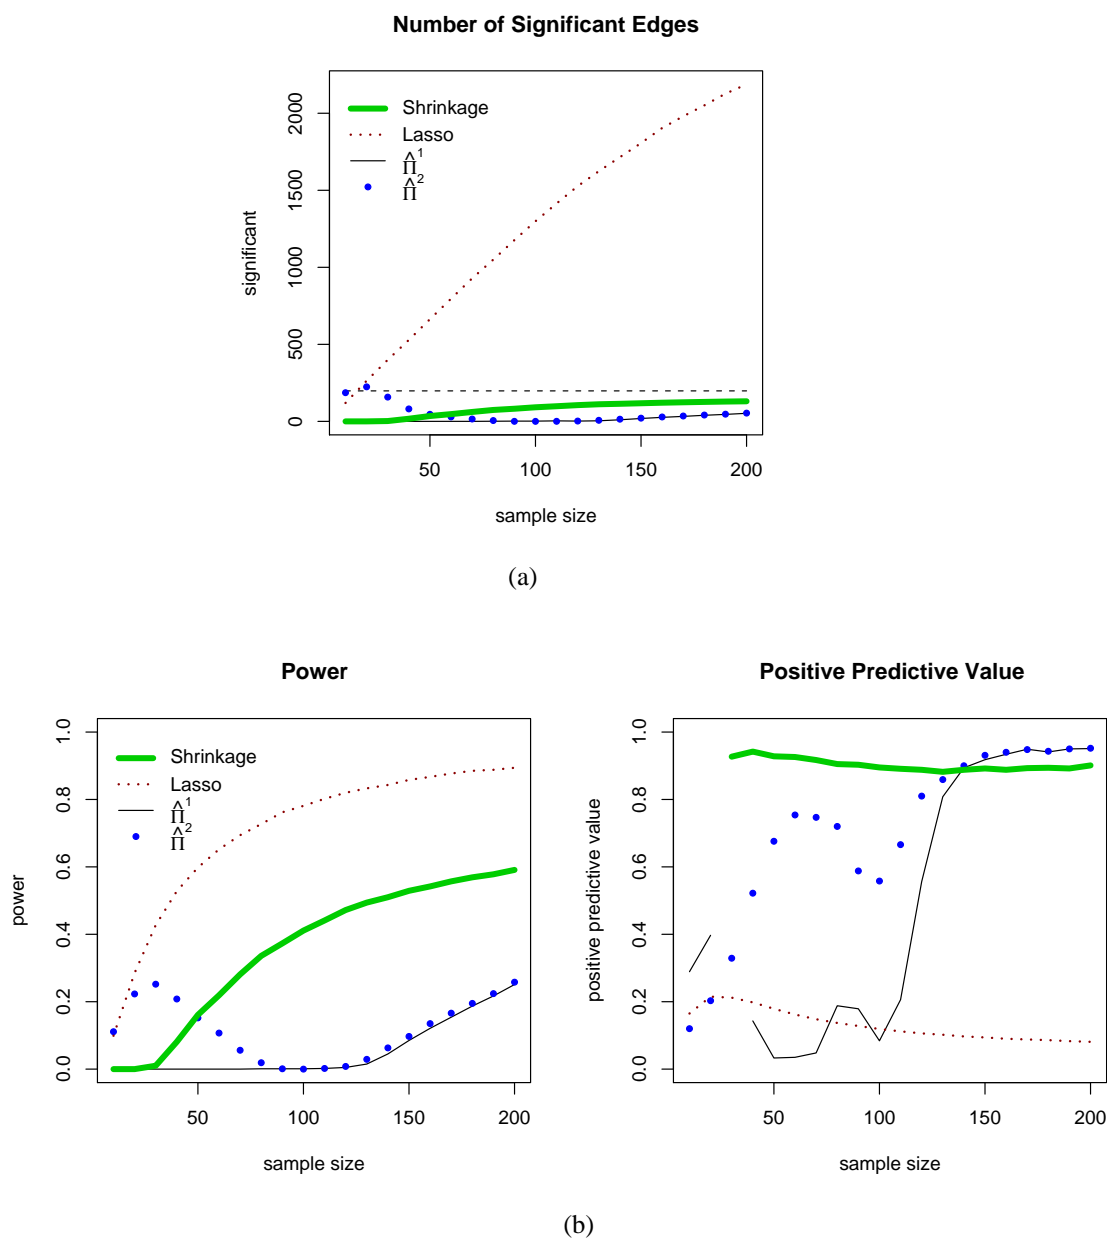 Number of Significant Edges
Shrinkage
Lasso
Π̂1
Π̂2
significant
0
500
1000
1500
2000
50
100
150
200
sample size
(a)
Power
Shrinkage
Lasso
Π̂1
Π̂2
power
0.0
0.2
0.4
0.6
0.8
1.0
50
100
150
200
sample size
Positive Predictive Value
positive predictive value
0.0
0.2
0.4
0.6
0.8
1.0
50
100
150
200
sample size
(b)